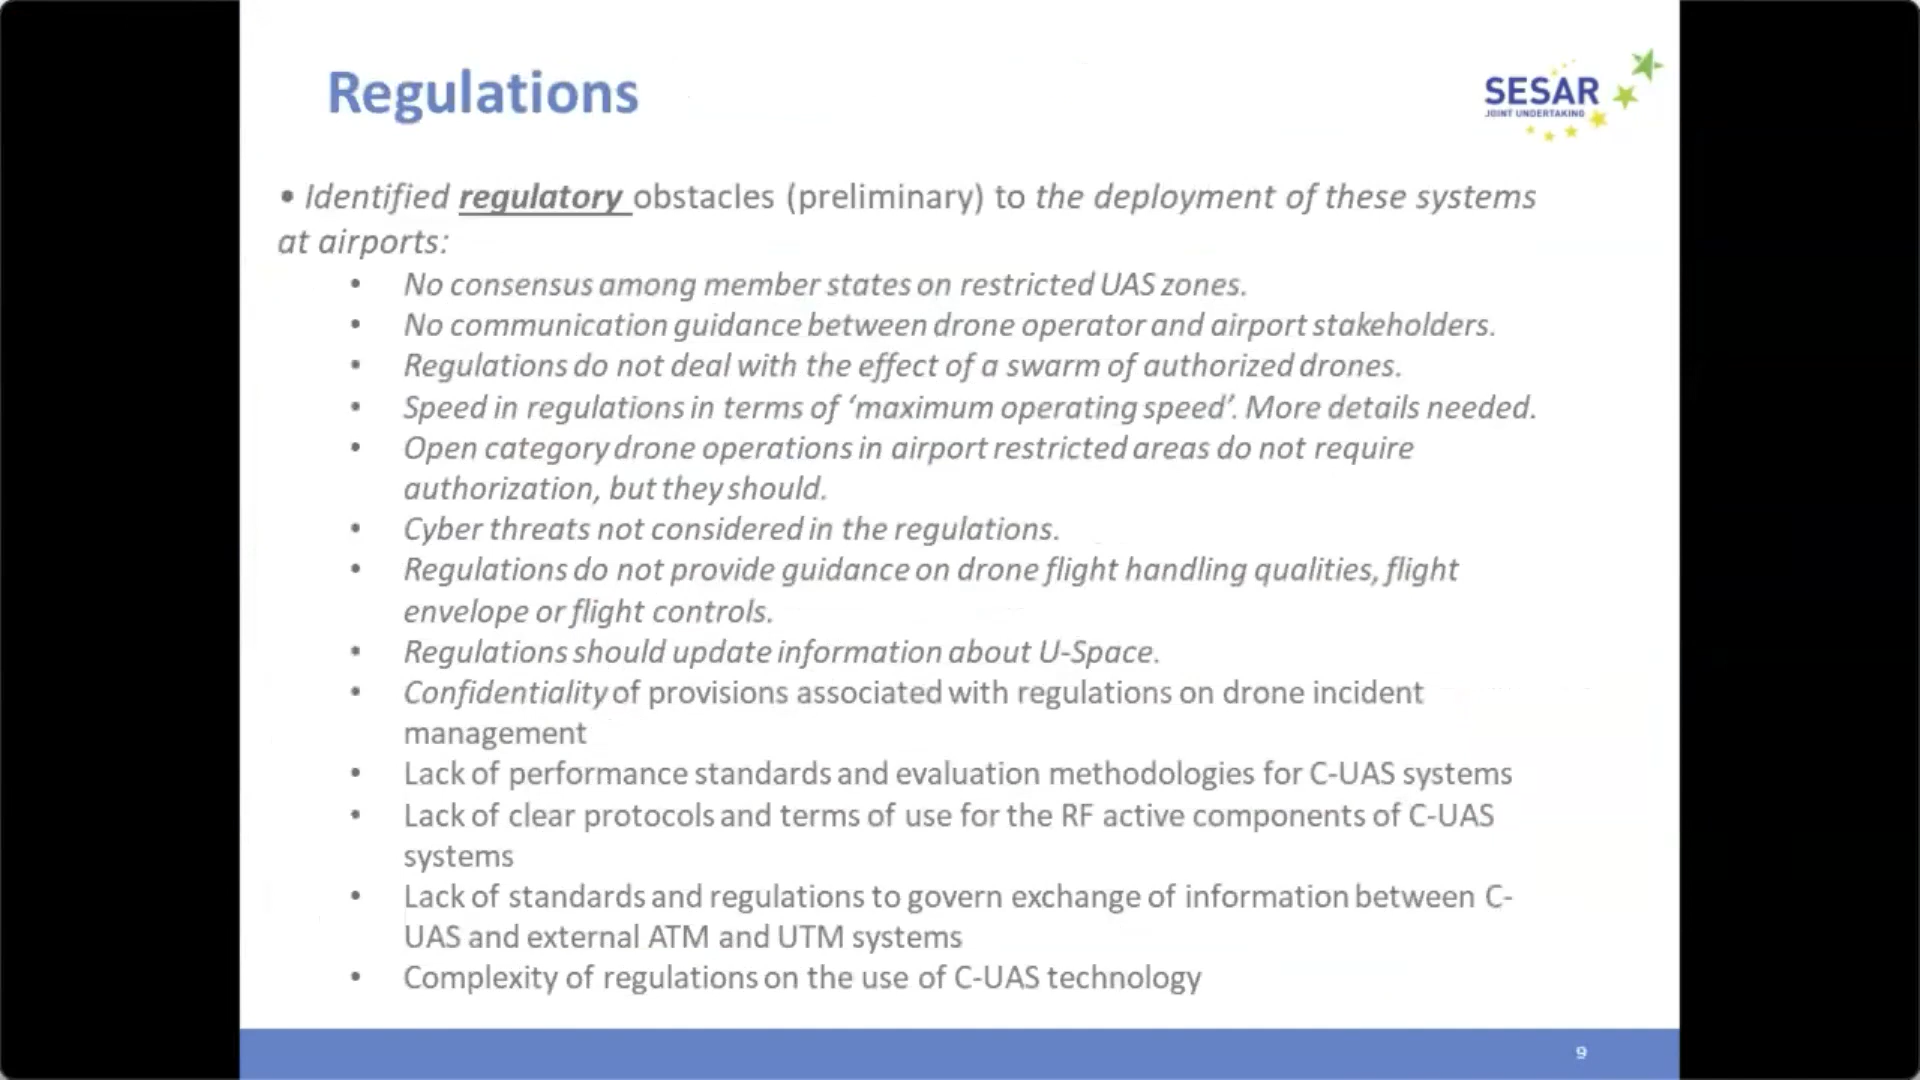 Regulations
SESAR
JOINT UNDERTAKING
• Identified regulatory obstacles (preliminary) to the deployment of these systems
at airports:
• No consensus among member states on restricted UAS zones.
• No communication guidance between drone operator and airport stakeholders.
• Regulations do not deal with the effect of a swarm of authorized drones.
• Speed in regulations in terms of ‘maximum operating speed’. More details needed.
• Open category drone operations in airport restricted areas do not require
authorization, but they should.
• Cyber threats not considered in the regulations.
• Regulations do not provide guidance on drone flight handling qualities, flight
envelope or flight controls.
• Regulations should update information about U-Space.
• Confidentiality of provisions associated with regulations on drone incident
management
• Lack of performance standards and evaluation methodologies for C-UAS systems
• Lack of clear protocols and terms of use for the RF active components of C-UAS
systems
• Lack of standards and regulations to govern exchange of information between C-
UAS and external ATM and UTM systems
• Complexity of regulations on the use of C-UAS technology
9